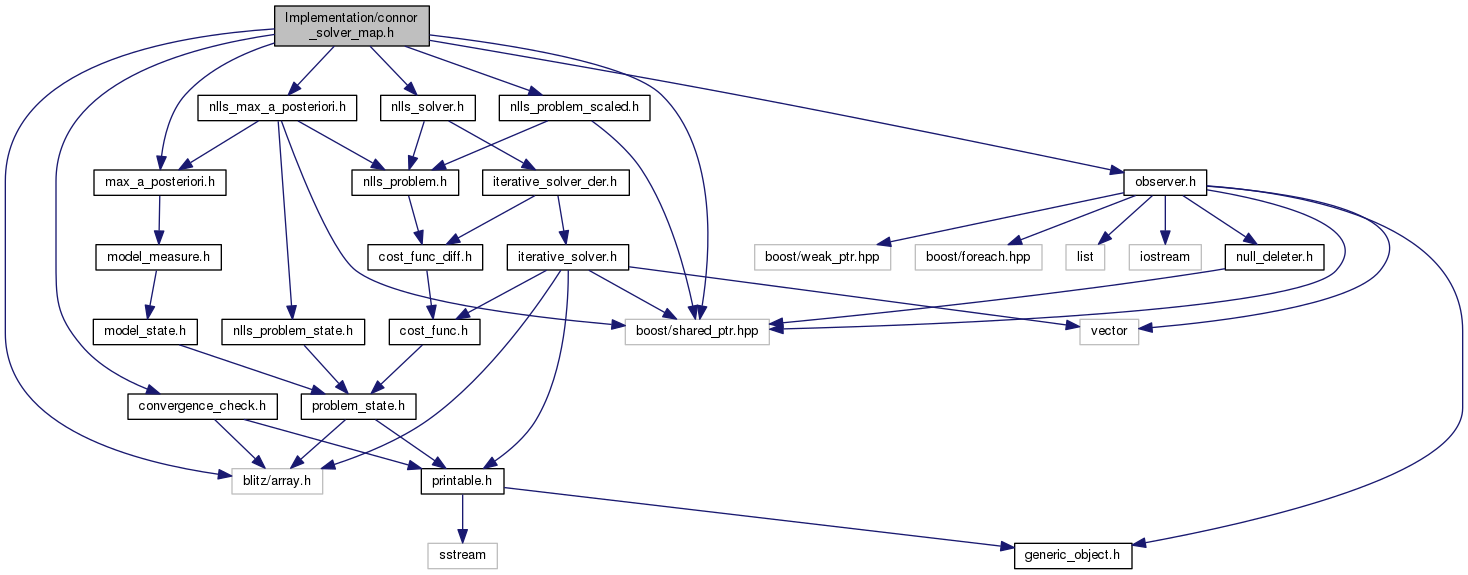 Implementation/connor
_solver_map.h
nlls_max_a_posteriori.h
nlls_solver.h
nlls_problem_scaled.h
max_a_posteriori.h
nlls_problem.h
iterative_solver_der.h
observer.h
model_measure.h
cost_func_diff.h
iterative_solver.h
boost/weak_ptr.hpp
boost/foreach.hpp
list
iostream
null_deleter.h
model_state.h
nlls_problem_state.h
cost_func.h
boost/shared_ptr.hpp
vector
convergence_check.h
problem_state.h
blitz/array.h
printable.h
sstream
generic_object.h